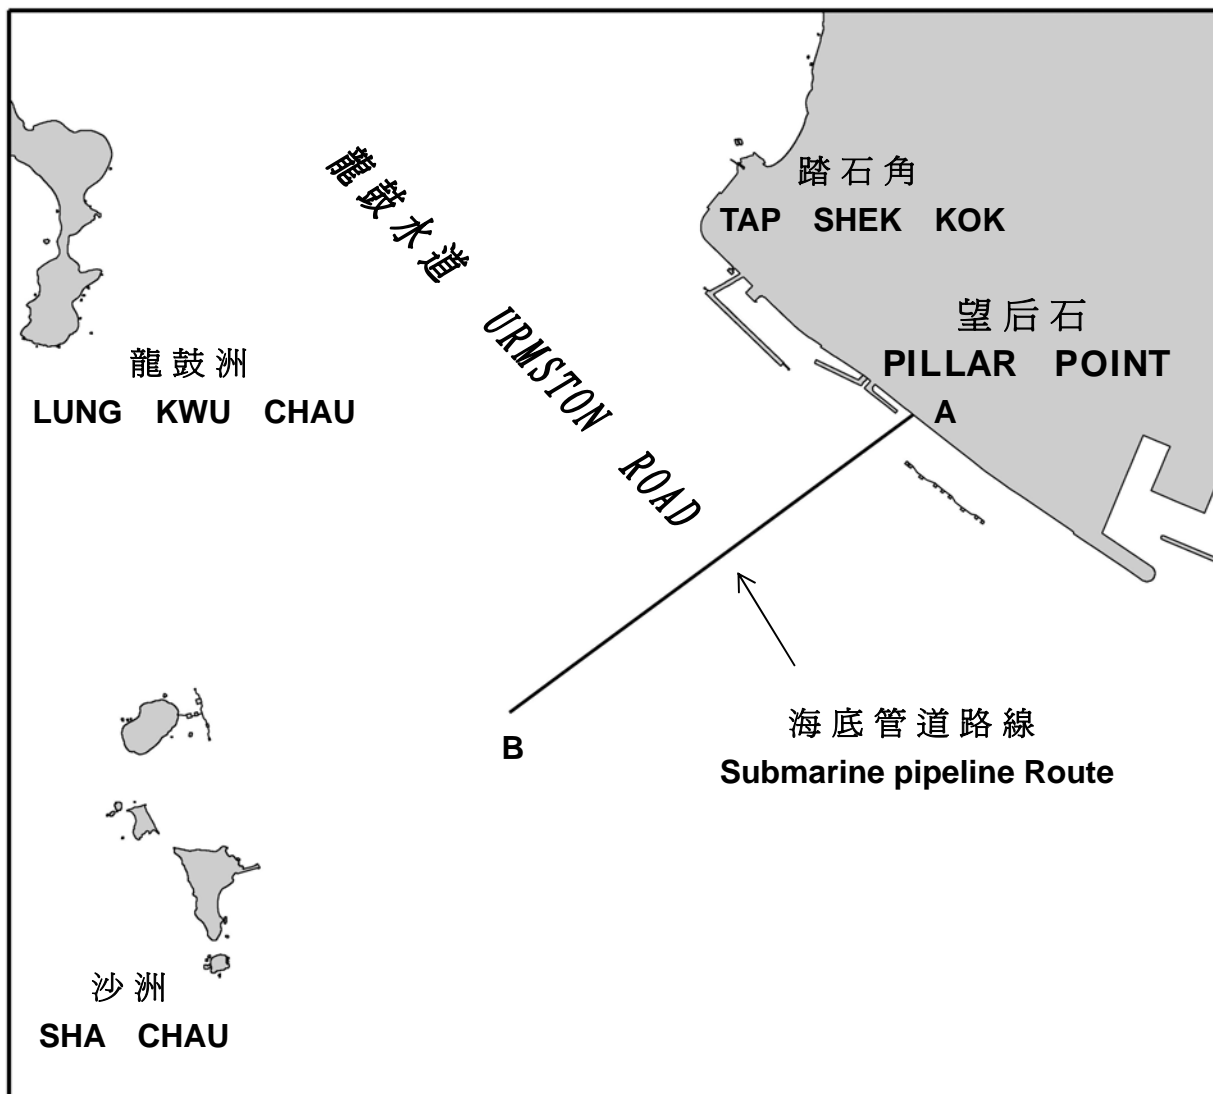 踏石角
TAP SHEK KOK
龍鼓水道 URMSTON ROAD
望后石
PILLAR POINT
龍鼓洲
LUNG KWU CHAU
A
B
海底管道路線
Submarine pipeline Route
沙洲
SHA CHAU